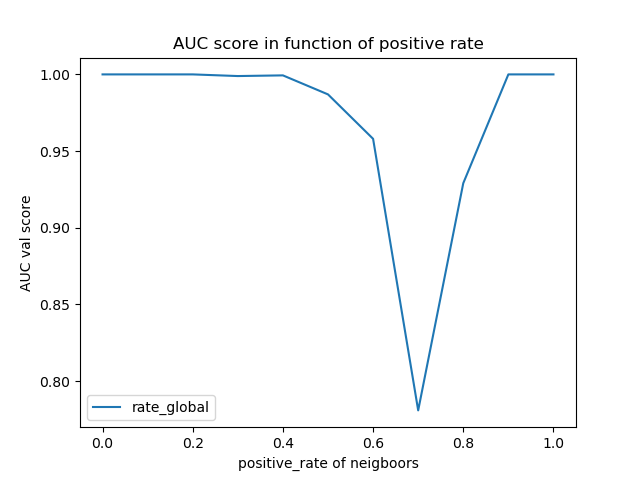 AUC score in function of positive rate
1.00
0.95
0.90
0.85
0.80
AUC val score
rate_global
0.0 0.2 0.4 0.6 0.8 1.0
positive_rate of neigboors